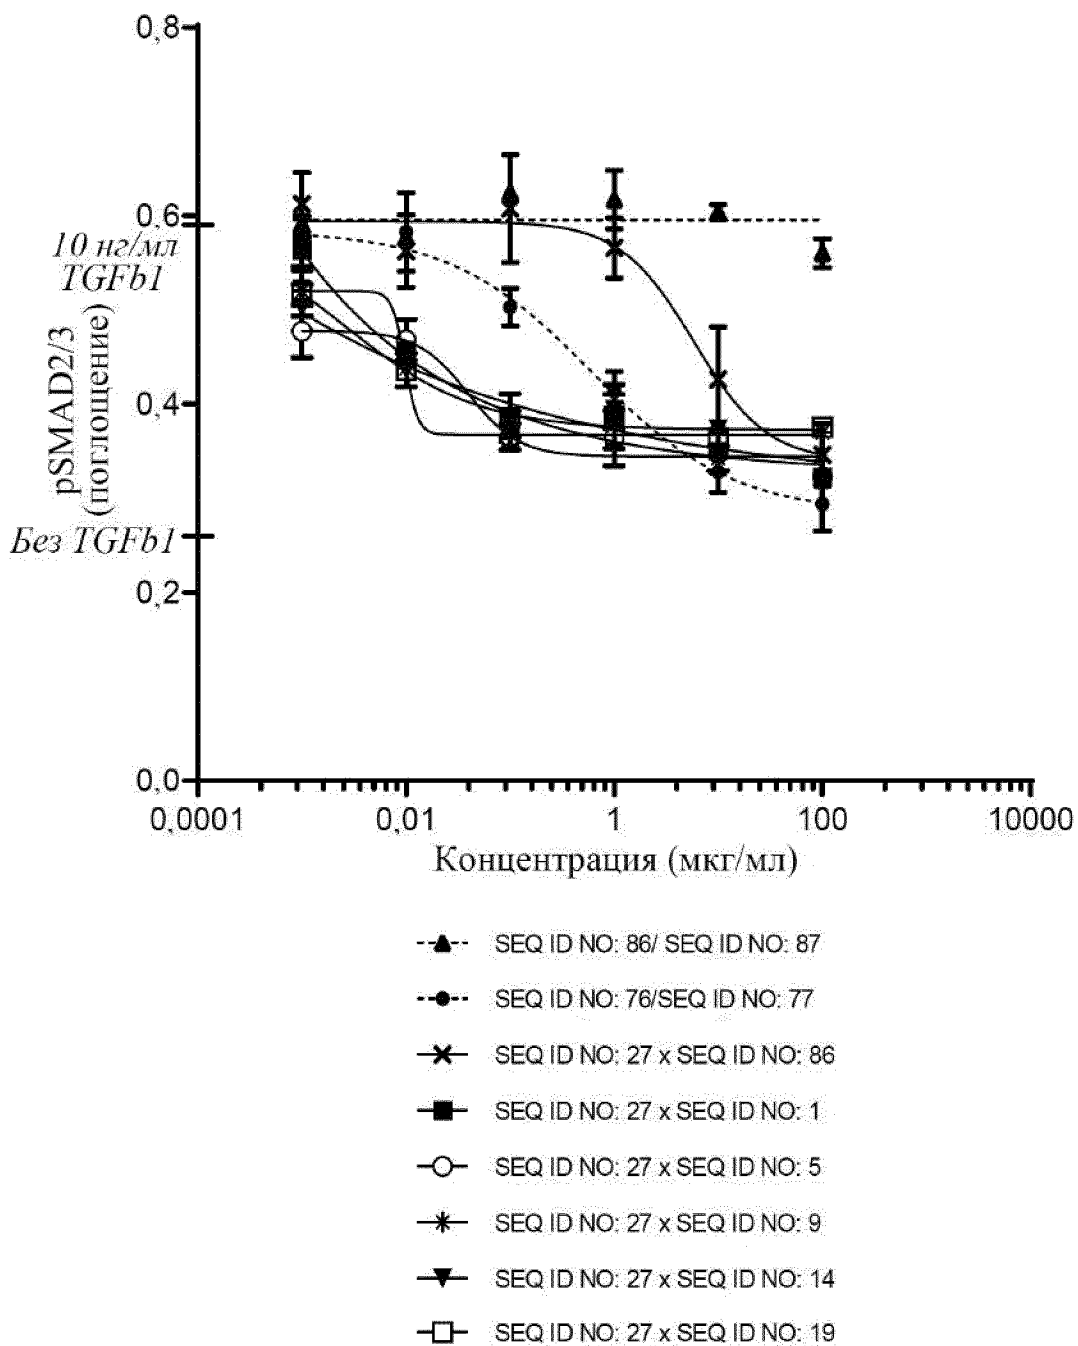 0,8
0,6
10 нг/мл
TGFb1
pSMAD2/3
(поглощение)
0,4
Без TGFb1
0,2
0,0
0,0001 0,01 1 100 10000
Концентрация (мкг/мл)
SEQ ID NO: 86/ SEQ ID NO: 87
SEQ ID NO: 76/SEQ ID NO: 77
SEQ ID NO: 27 x SEQ ID NO: 86
SEQ ID NO: 27 x SEQ ID NO: 1
SEQ ID NO: 27 x SEQ ID NO: 5
SEQ ID NO: 27 x SEQ ID NO: 9
SEQ ID NO: 27 x SEQ ID NO: 14
SEQ ID NO: 27 x SEQ ID NO: 19